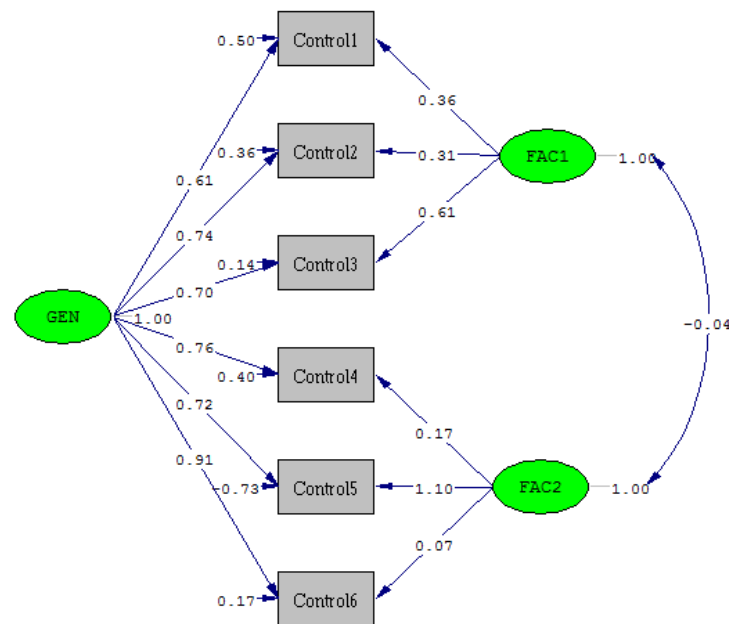 0.50 Control1
0.36
0.36 Control2 0.31 FAC1 1.00
0.61
0.74 0.61
0.14 Control3
0.70
GEN 1.00 -0.04
0.76
0.40 Control4
0.72
0.17
0.91
-0.73 Control5 1.10 FAC2 1.00
0.07
0.17 Control6